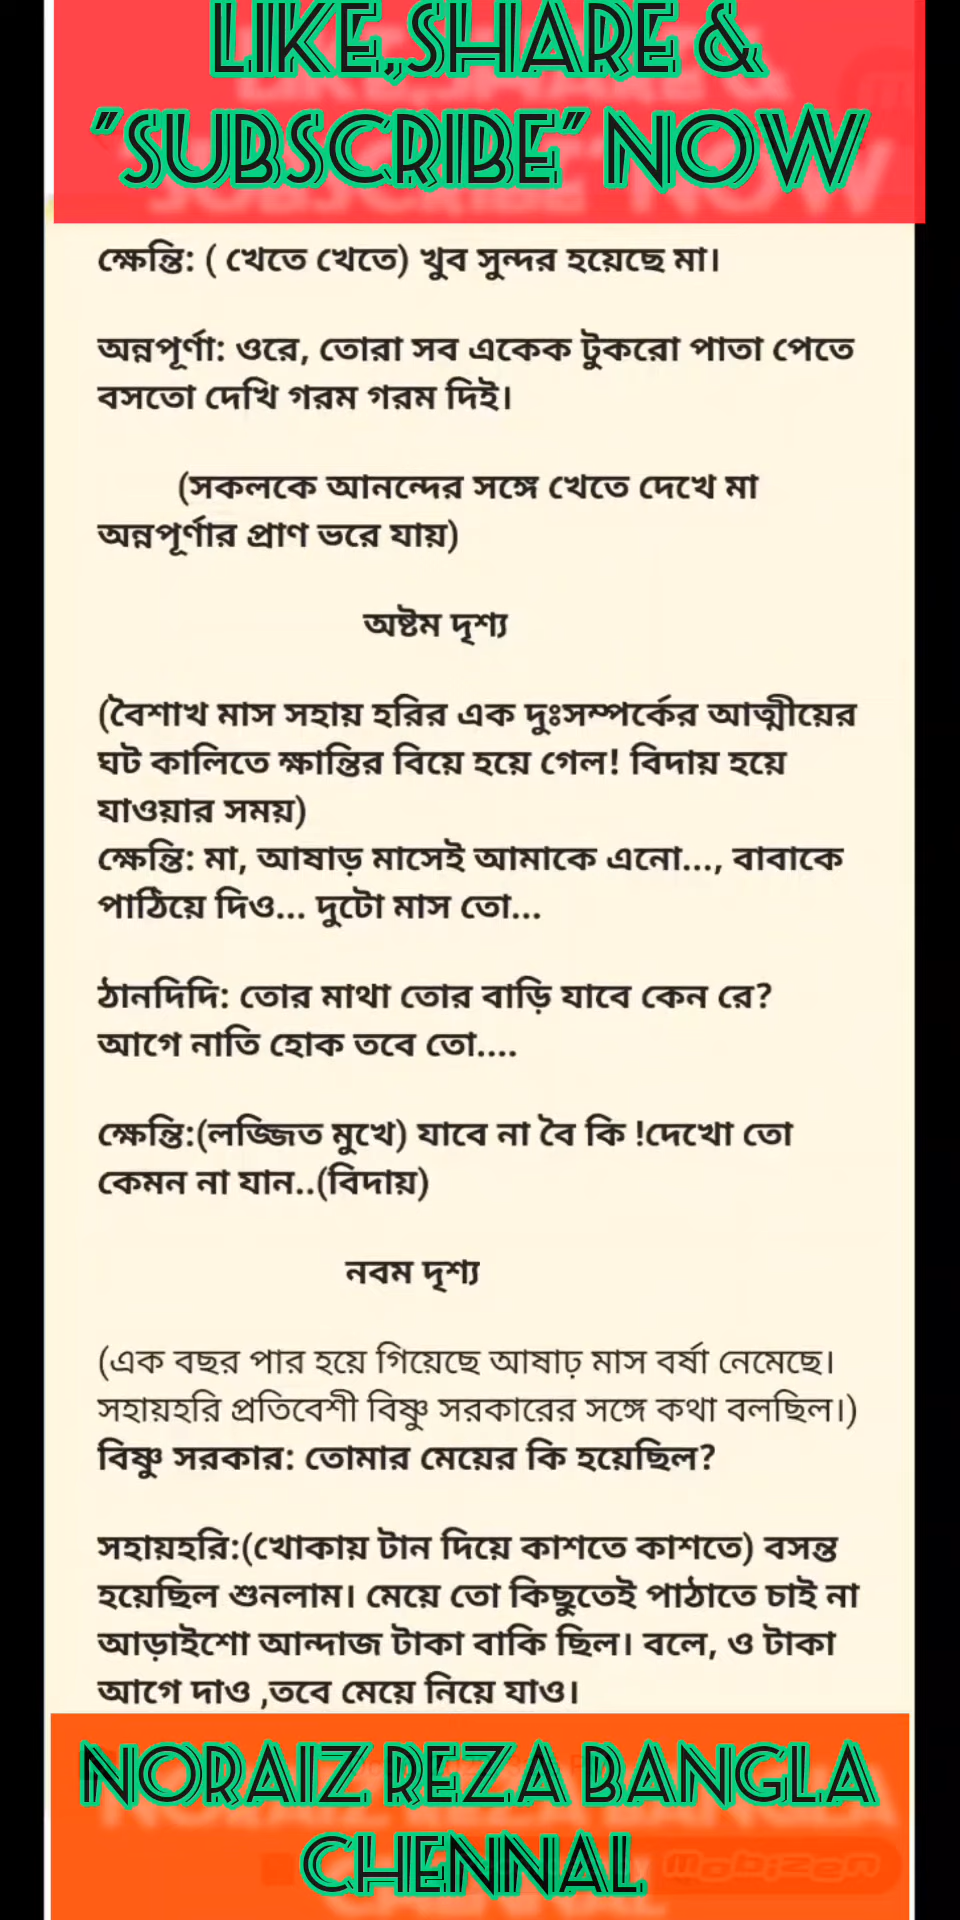 LIKE,SHARE &
"SUBSCRIBE" NOW
ক্ষেন্তি: ( খেতে খেতে) খুব সুন্দর হয়েছে মা।
অন্নপূর্ণা: ওরে, তোরা সব একেক টুকরো পাতা পেতে
বসতো দেখি গরম গরম দিই।
(সকলকে আনন্দের সঙ্গে খেতে দেখে মা
অন্নপূর্ণার প্রাণ ভরে যায়)
অষ্টম দৃশ্য
(বৈশাখ মাস সহায় হরির এক দুঃসম্পর্কের আত্মীয়ের
ঘট কালিতে ক্ষান্তির বিয়ে হয়ে গেল! বিদায় হয়ে
যাওয়ার সময়)
ক্ষেন্তি: মা, আষাড় মাসেই আমাকে এনো..., বাবাকে
পাঠিয়ে দিও... দুটো মাস তো...
ঠানদিদি: তোর মাথা তোর বাড়ি যাবে কেন রে?
আগে নাতি হোক তবে তো....
ক্ষেন্তি:(লজ্জিত মুখে) যাবে না বৈ কি !দেখো তো
কেমন না যান..(বিদায়)
নবম দৃশ্য
(এক বছর পার হয়ে গিয়েছে আষাঢ় মাস বর্ষা নেমেছে।
সহায়হরি প্রতিবেশী বিষ্ণু সরকারের সঙ্গে কথা বলছিল।)
বিষ্ণু সরকার: তোমার মেয়ের কি হয়েছিল?
সহায়হরি:(খোকায় টান দিয়ে কাশতে কাশতে) বসন্ত
হয়েছিল শুনলাম। মেয়ে তো কিছুতেই পাঠাতে চাই না
আড়াইশো আন্দাজ টাকা বাকি ছিল। বলে, ও টাকা
আগে দাও ,তবে মেয়ে নিয়ে যাও।
NORAIZ REZA BANGLA
CHENNAL
mobizen